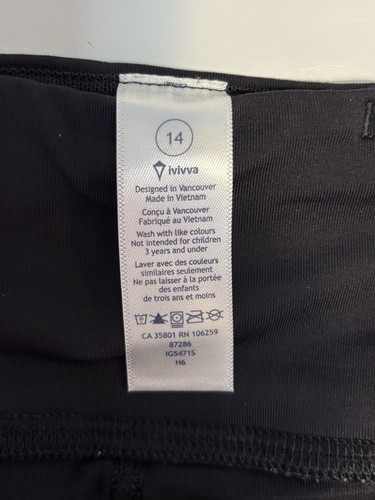 14
ivivva
Designed in Vancouver
Made in Vietnam
Conçu à Vancouver
Fabriqué au Vietnam
Wash with like colours
Not intended for children
3 years and under
Laver avec des couleurs
similaires seulement
Ne pas laisser à la portée
des enfants
de trois ans et moins
CA 35801 RN 106259
87286
IG5471S
H6